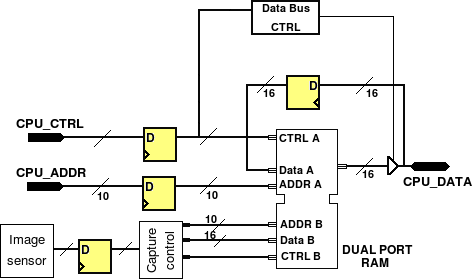 Data Bus
CTRL
D
16
16
CPU_CTRL
D
CTRL A
CPU_ADDR
Data A
16
CPU_DATA
10
D
10
ADDR A
Image
sensor
D
Capture
control
10
16
ADDR B
Data B
CTRL B
DUAL PORT
RAM